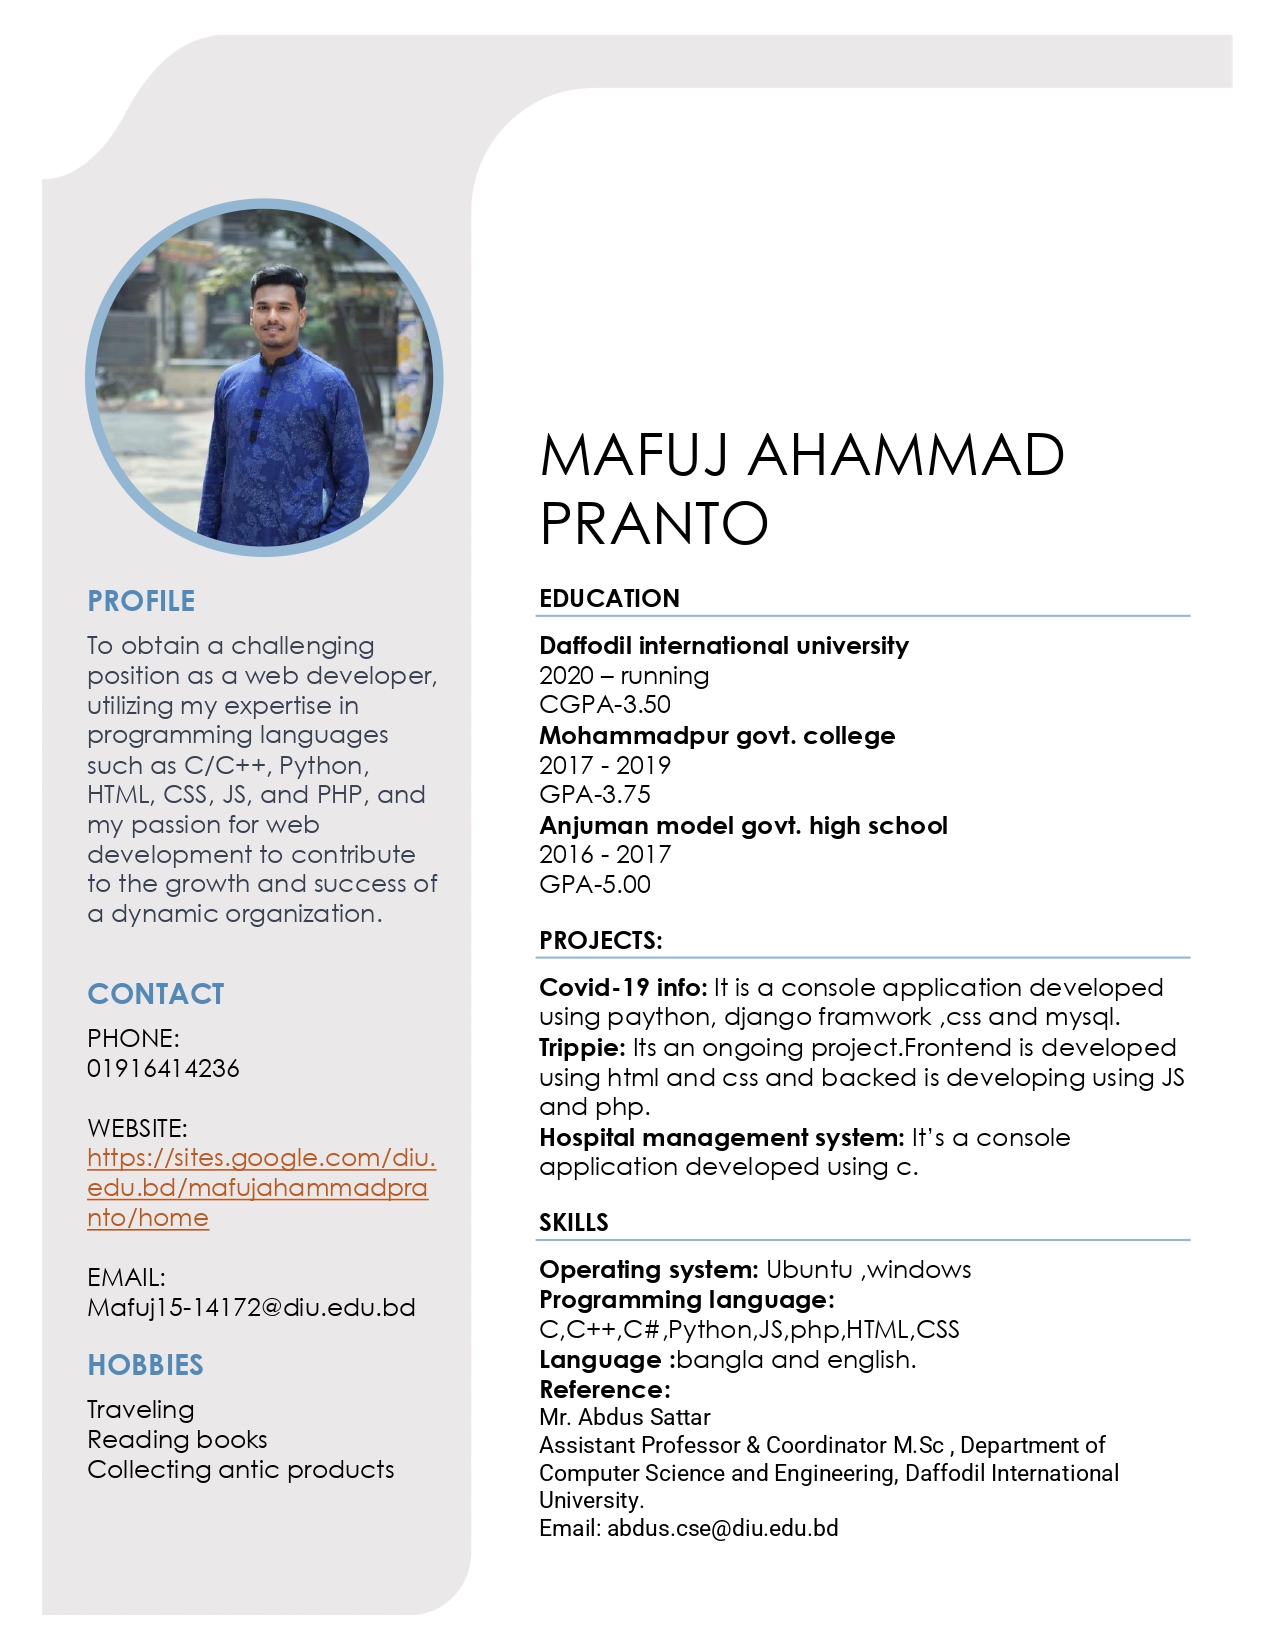 MAFUJ AHAMMAD
PRANTO
PROFILE
To obtain a challenging
position as a web developer,
utilizing my expertise in
programming languages
such as C/C++, Python,
HTML, CSS, JS, and PHP, and
my passion for web
development to contribute
to the growth and success of
a dynamic organization.
CONTACT
PHONE:
01916414236
WEBSITE:
https://sites.google.com/diu.
edu.bd/mafujahammadpra
nto/home
EMAIL:
Mafuj15-14172@diu.edu.bd
HOBBIES
Traveling
Reading books
Collecting antic products
EDUCATION
Daffodil international university
2020 – running
CGPA-3.50
Mohammadpur govt. college
2017 - 2019
GPA-3.75
Anjuman model govt. high school
2016 - 2017
GPA-5.00
PROJECTS:
Covid-19 info: It is a console application developed
using paython, django framwork ,css and mysql.
Trippie: Its an ongoing project.Frontend is developed
using html and css and backed is developing using JS
and php.
Hospital management system: It’s a console
application developed using c.
SKILLS
Operating system: Ubuntu ,windows
Programming language:
C,C++,C#,Python,JS,php,HTML,CSS
Language :bangla and english.
Reference:
Mr. Abdus Sattar
Assistant Professor & Coordinator M.Sc , Department of
Computer Science and Engineering, Daffodil International
University.
Email: abdus.cse@diu.edu.bd